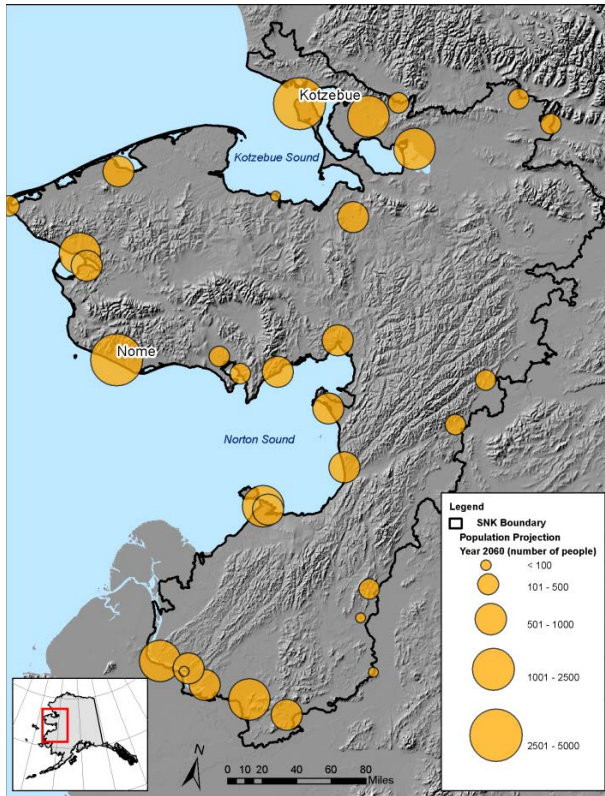 Kotzebue
Kotzebue Sound
Nome
Norton Sound
Legend
SNK Boundary
Population Projection
Year 2060 (number of people)
< 100
101 - 500
501 - 1000
1001 - 2500
2501 - 5000
N
0 10 20 40 60 80
Miles